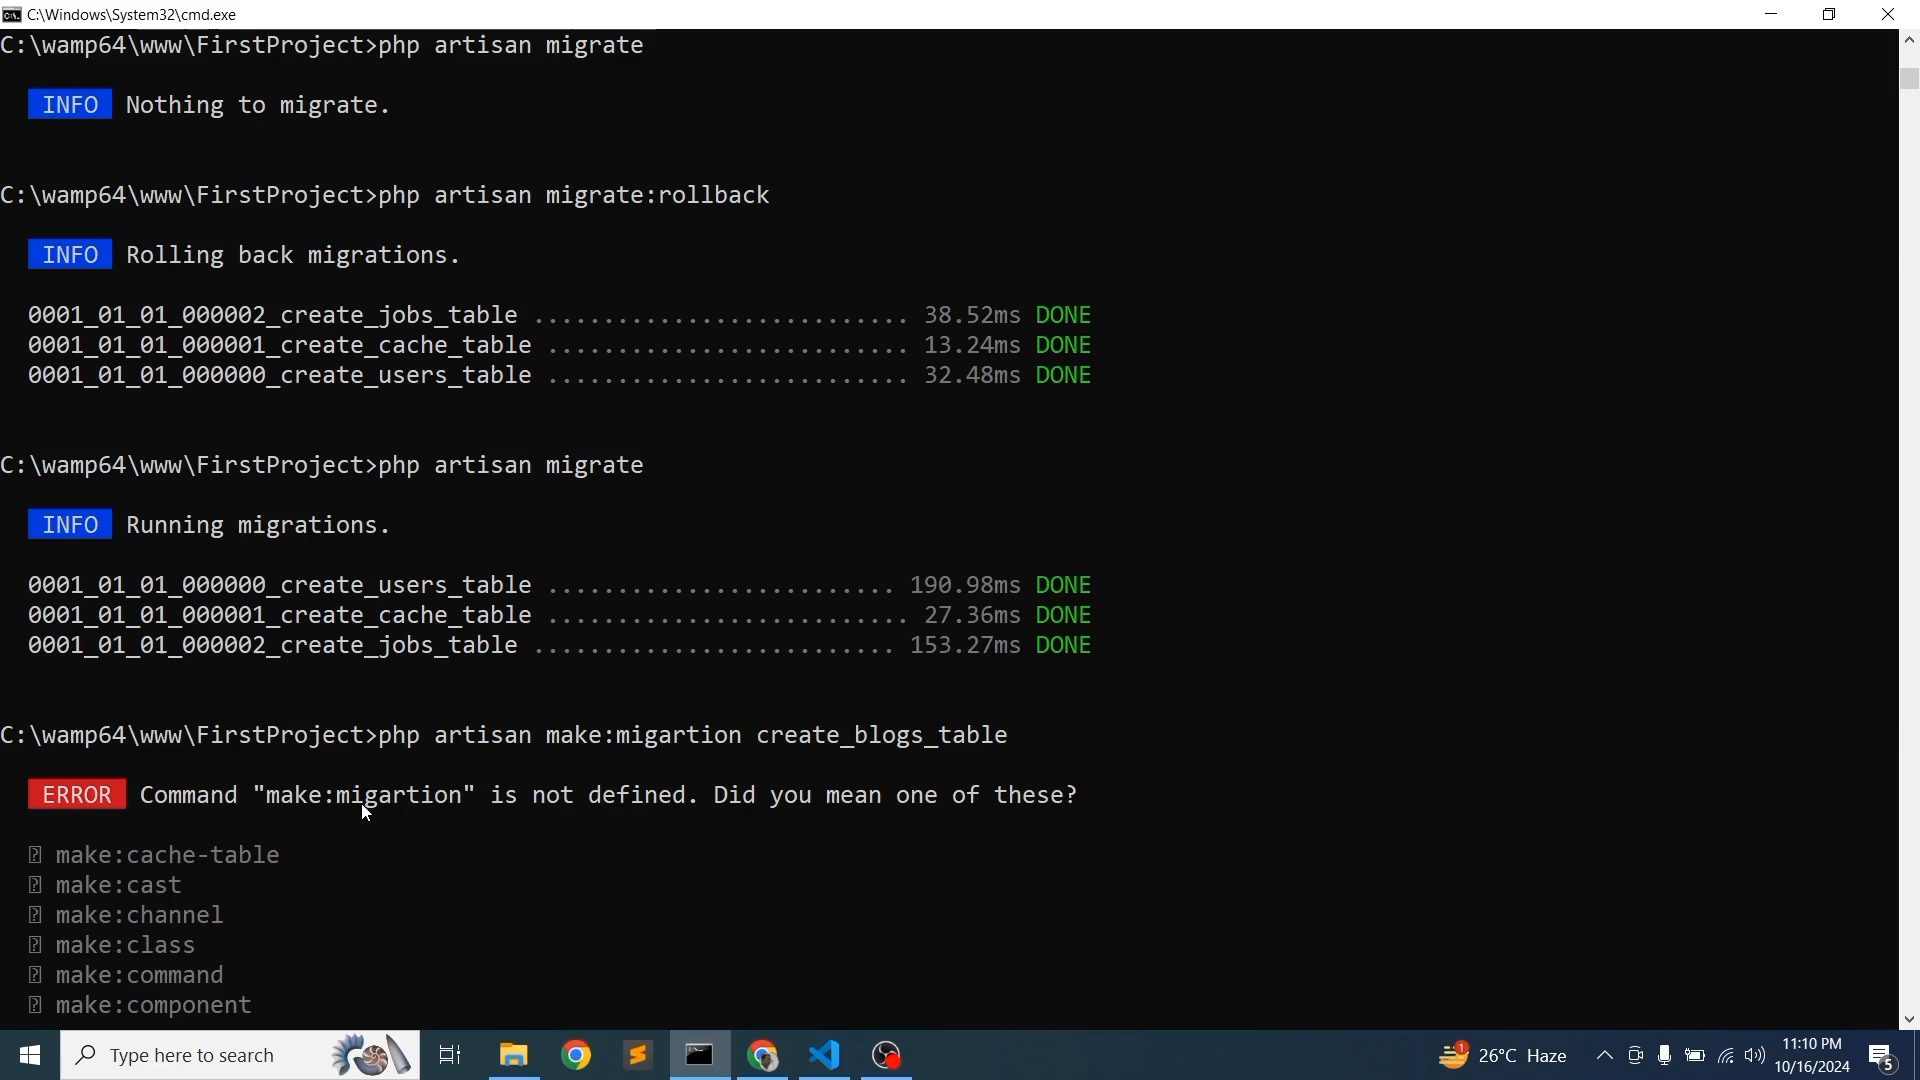 C:\Windows\System32\cmd.exe
C:\wamp64\www\FirstProject>php artisan migrate
INFO Nothing to migrate.
C:\wamp64\www\FirstProject>php artisan migrate:rollback
INFO Rolling back migrations.
0001_01_01_000002_create_jobs_table ........................... 38.52ms DONE
0001_01_01_000001_create_cache_table .......................... 13.24ms DONE
0001_01_01_000000_create_users_table .......................... 32.48ms DONE
C:\wamp64\www\FirstProject>php artisan migrate
INFO Running migrations.
0001_01_01_000000_create_users_table ......................... 190.98ms DONE
0001_01_01_000001_create_cache_table .......................... 27.36ms DONE
0001_01_01_000002_create_jobs_table .......................... 153.27ms DONE
C:\wamp64\www\FirstProject>php artisan make:migartion create_blogs_table
ERROR Command "make:migartion" is not defined. Did you mean one of these?
make:cache-table
make:cast
make:channel
make:class
make:command
make:component
Type here to search
1
26°C Haze
11:10 PM
10/16/2024
5